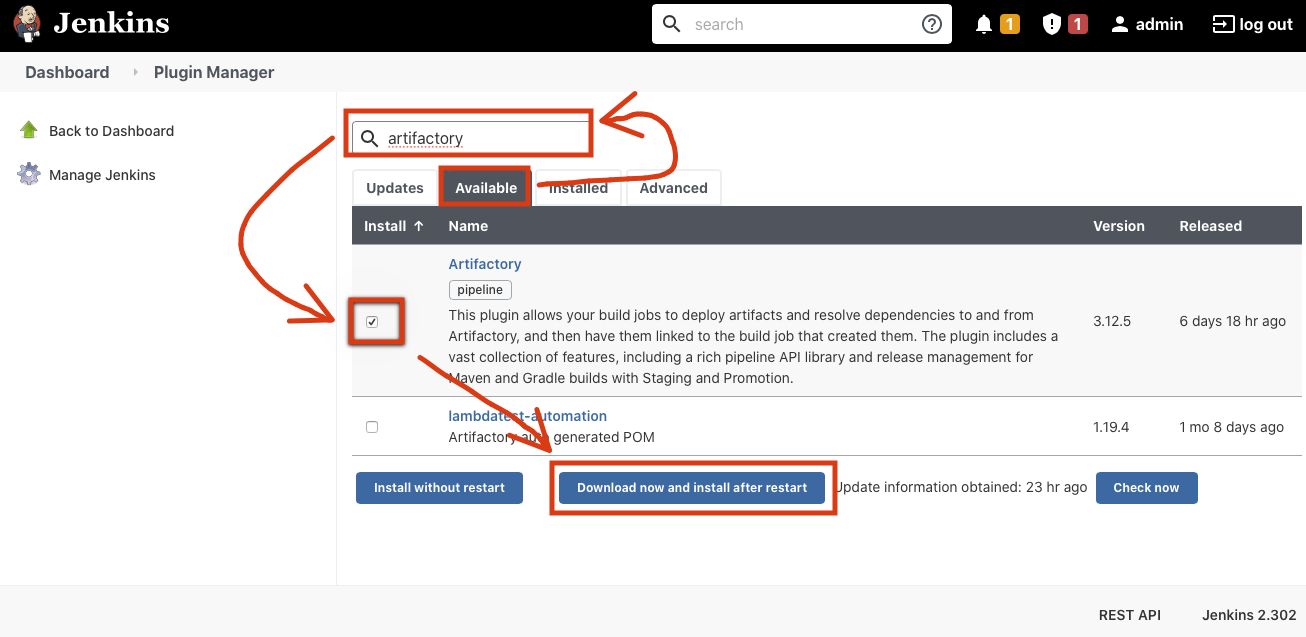 Jenkins
search
1
1
admin
log out
Dashboard
Plugin Manager
Back to Dashboard
Manage Jenkins
artifactory
Updates
Available
Installed
Advanced
Install ↑
Name
Version
Released
Artifactory
pipeline
This plugin allows your build jobs to deploy artifacts and resolve dependencies to and from
Artifactory, and then have them linked to the build job that created them. The plugin includes a
vast collection of features, including a rich pipeline API library and release management for
Maven and Gradle builds with Staging and Promotion.
3.12.5
6 days 18 hr ago
lambdatest-automation
Artifactory auto generated POM
1.19.4
1 mo 8 days ago
Install without restart
Download now and install after restart
Update information obtained: 23 hr ago
Check now
REST API
Jenkins 2.302